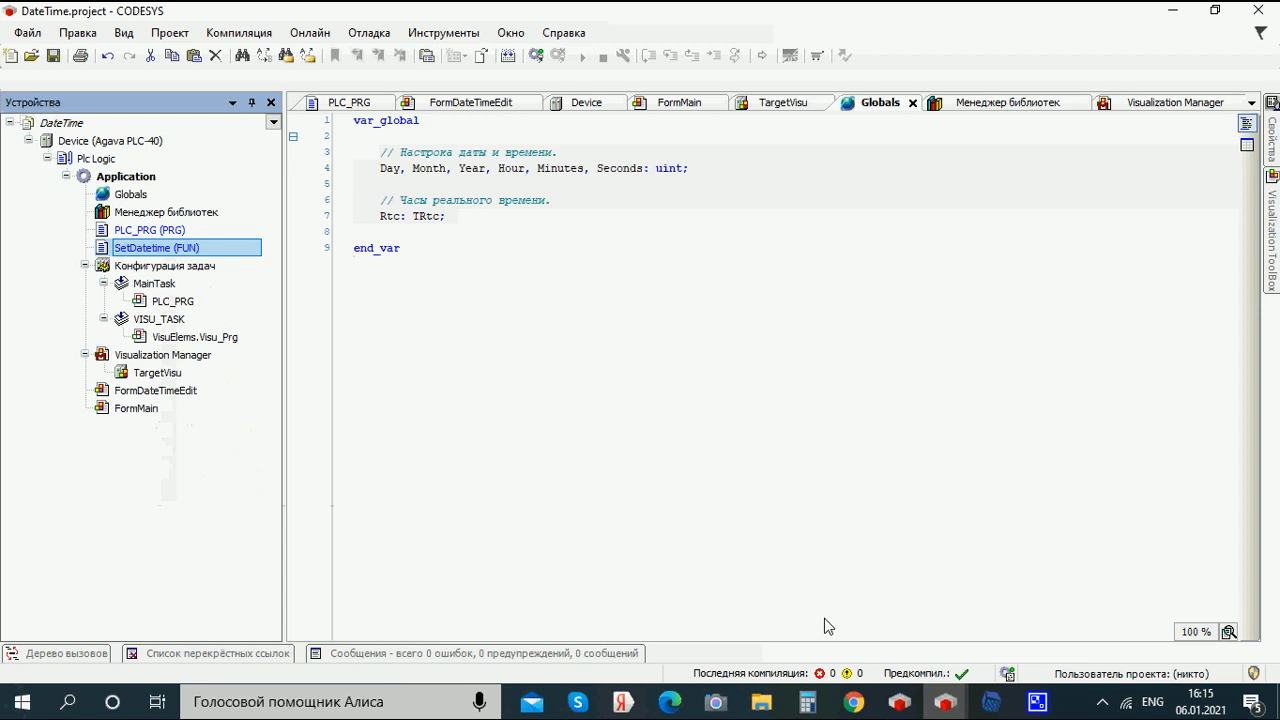 DateTime.project - CODESYS
Файл Правка Вид Проект Компиляция Онлайн Отладка Инструменты Окно Справка
Устройства
DateTime
Device (Agava PLC-40)
Plc Logic
Application
Globals
Менеджер библиотек
PLC_PRG (PRG)
SetDatetime (FUN)
Конфигурация задач
MainTask
PLC_PRG
VISU_TASK
VisuElems.Visu_Prg
Visualization Manager
TargetVisu
FormDateTimeEdit
FormMain
PLC_PRG FormDateTimeEdit Device FormMain TargetVisu Globals Менеджер библиотек Visualization Manager
1 var_global
2
3 // Настрока даты и времени.
4 Day, Month, Year, Hour, Minutes, Seconds: uint;
5
6 // Часы реального времени.
7 Rtc: TRtc;
8
9 end_var
100 %
Свойства
Visualization ToolBox
Дерево вызовов Список перекрёстных ссылок Сообщения - всего 0 ошибок, 0 предупреждений, 0 сообщений
Последняя компиляция: 0 0 Предкомпил.: Пользователь проекта: (никто)
Голосовой помощник Алиса
ENG
16:15
06.01.2021
5